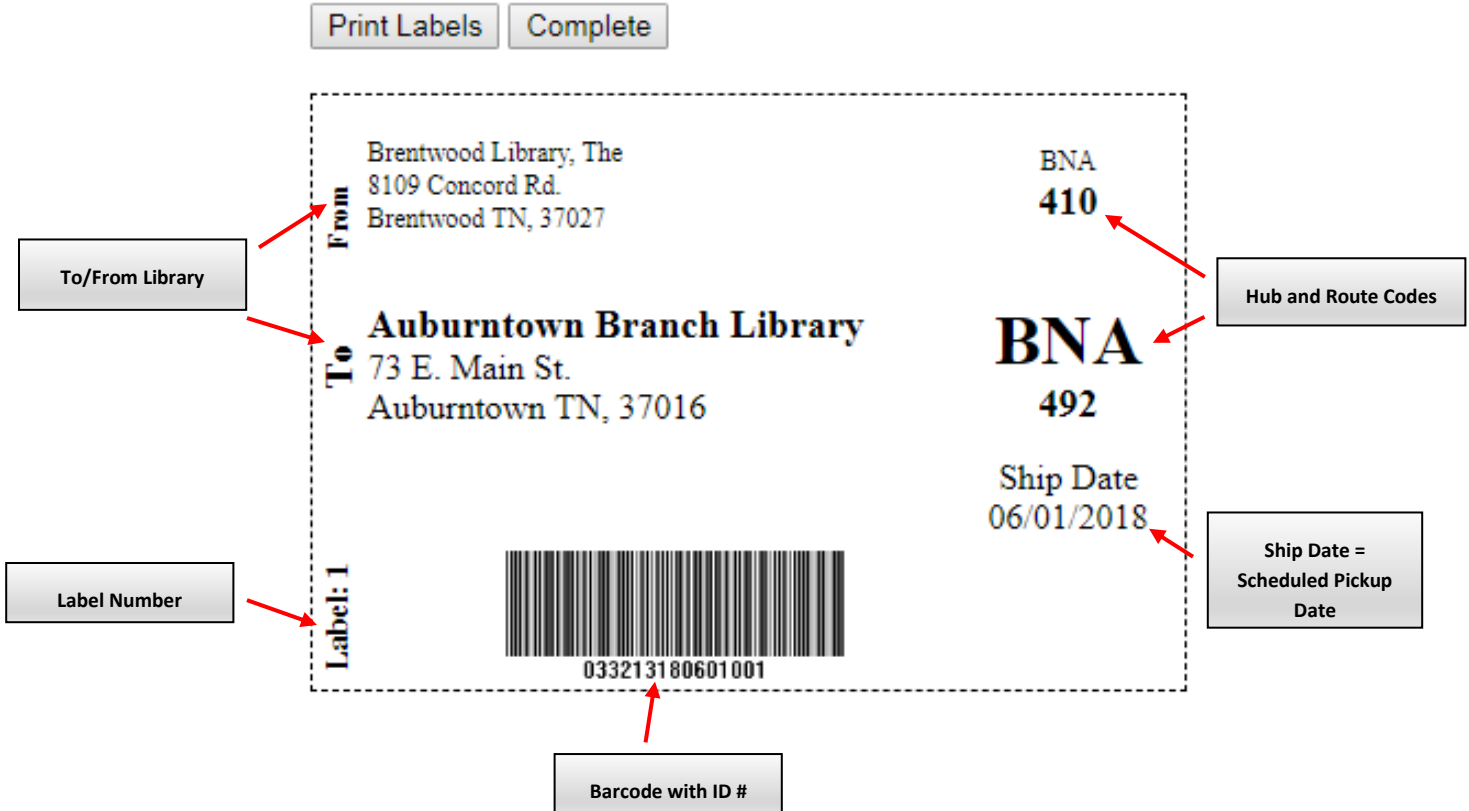 Print Labels
Complete
From
Brentwood Library, The
8109 Concord Rd.
Brentwood TN, 37027
BNA
410
To/From Library
Hub and Route Codes
To
Auburntown Branch Library
73 E. Main St.
Auburntown TN, 37016
BNA
492
Ship Date
06/01/2018
Ship Date =
Scheduled Pickup
Date
Label Number
Label: 1
033213180601001
Barcode with ID #